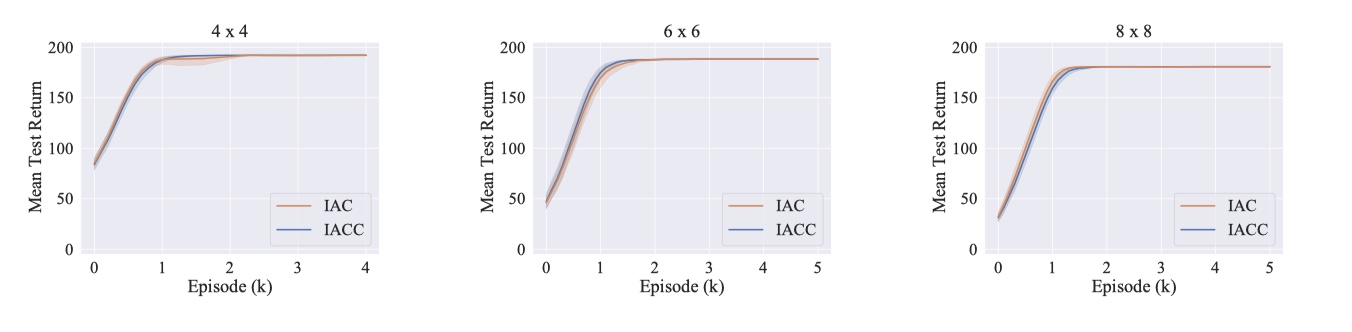 4 x 4
200
150
100
50
0
Mean Test Return
IAC
IACC
0 1 2 3 4
Episode (k)
6 x 6
200
150
100
50
0
Mean Test Return
IAC
IACC
0 1 2 3 4 5
Episode (k)
8 x 8
200
150
100
50
0
Mean Test Return
IAC
IACC
0 1 2 3 4 5
Episode (k)